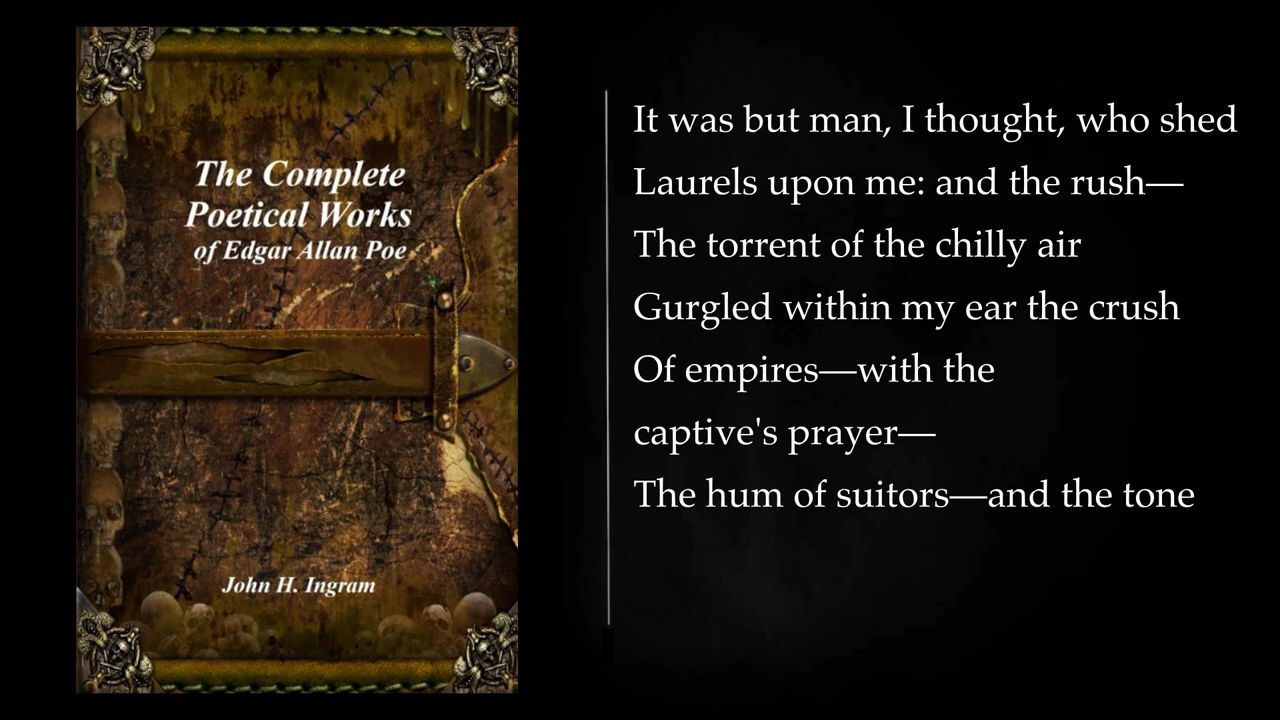 The Complete
Poetical Works
of Edgar Allan Poe
John H. Ingram
It was but man, I thought, who shed
Laurels upon me: and the rush—
The torrent of the chilly air
Gurgled within my ear the crush
Of empires—with the
captive's prayer—
The hum of suitors—and the tone